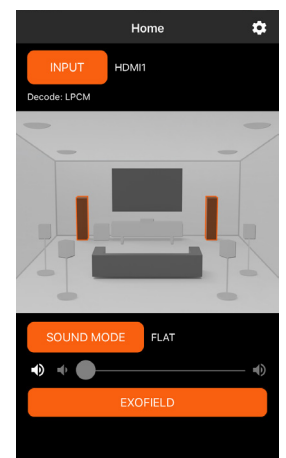 Home
INPUT HDMI1
Decode: LPCM
SOUND MODE FLAT
EXOFIELD